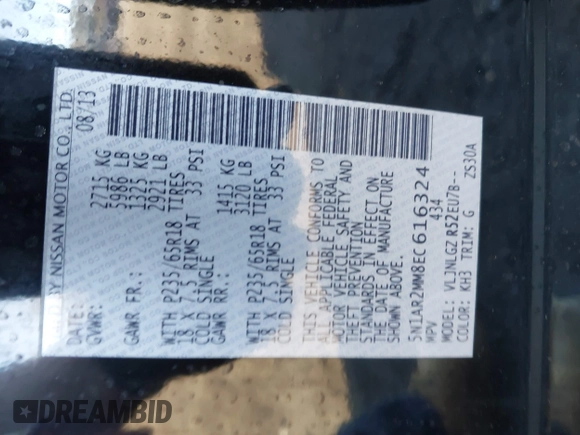 BY NISSAN MOTOR CO., LTD.
DATE: 08/13
GVWR: 2715 KG
5986 LB
GAWR FR.: 1325 KG
2921 LB
WITH P235/65R18 TIRES
18 X 7.5 RIMS AT 33 PSI
COLD SINGLE
GAWR RR.: 1415 KG
3120 LB
WITH P235/65R18 TIRES
18 X 7.5 RIMS AT 33 PSI
COLD SINGLE
THIS VEHICLE CONFORMS TO
ALL APPLICABLE FEDERAL
MOTOR VEHICLE SAFETY AND
THEFT PREVENTION
STANDARDS IN EFFECT ON
THE DATE OF MANUFACTURE
SHOWN ABOVE.
5N1AR2MM8EC616324
MPV 434
MODEL: VLJNLGZ R52EU7B--
COLOR: KH3 TRIM: G ZS30A
DREAMBID